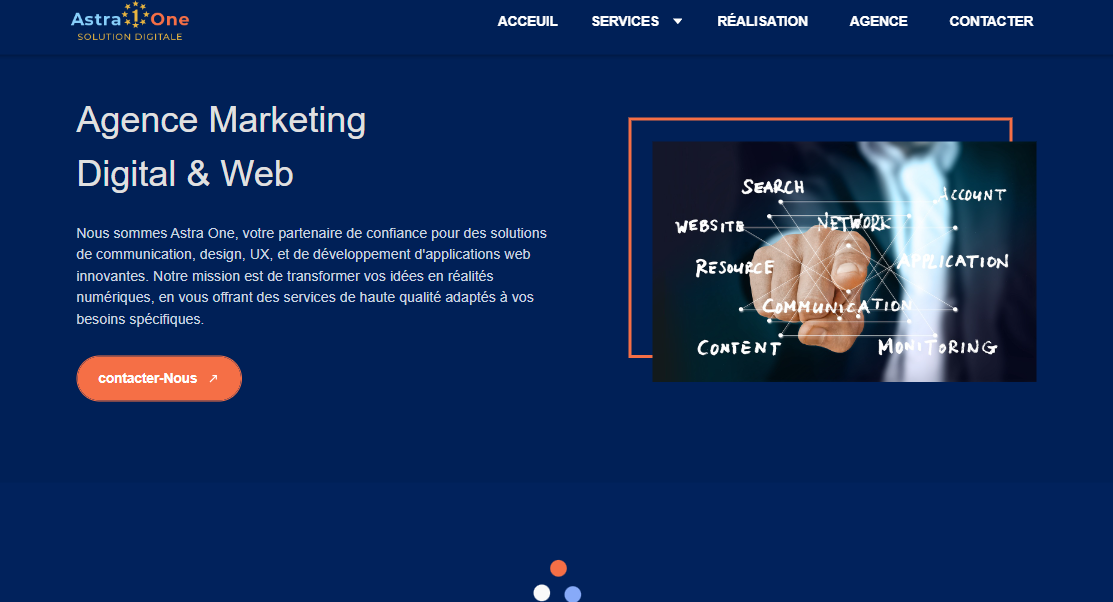 Astra 1 One
SOLUTION DIGITALE
ACCEUIL SERVICES RÉALISATION AGENCE CONTACTER
Agence Marketing
Digital & Web
Nous sommes Astra One, votre partenaire de confiance pour des solutions
de communication, design, UX, et de développement d'applications web
innovantes. Notre mission est de transformer vos idées en réalités
numériques, en vous offrant des services de haute qualité adaptés à vos
besoins spécifiques.
contacter-Nous
SEARCH
ACCOUNT
WEBSITE
NETWORK
RESOURCE
APPLICATION
COMMUNICATION
CONTENT
MONITORING